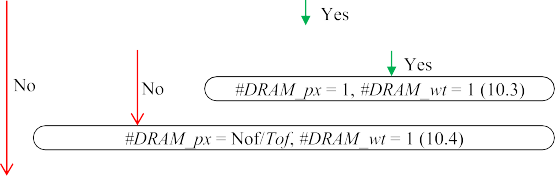 Yes
Yes
No
No
#DRAM_px = 1, #DRAM_wt = 1 (10.3)
#DRAM_px = Nof/Tof, #DRAM_wt = 1 (10.4)